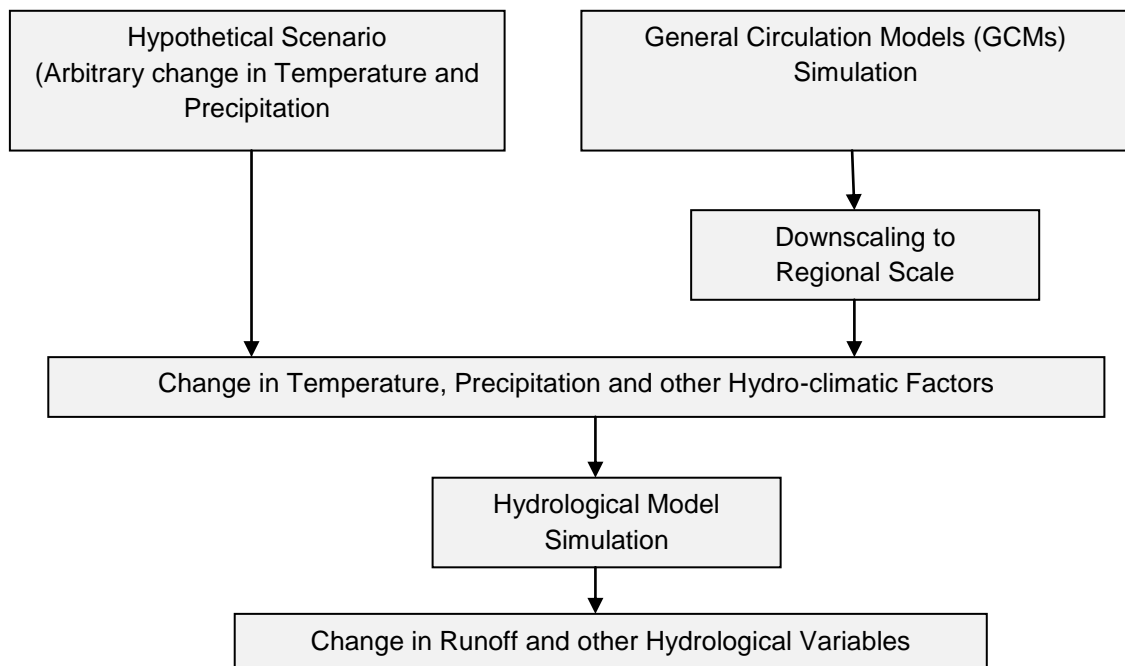 Hypothetical Scenario
(Arbitrary change in Temperature and
Precipitation
General Circulation Models (GCMs)
Simulation
Downscaling to
Regional Scale
Change in Temperature, Precipitation and other Hydro-climatic Factors
Hydrological Model
Simulation
Change in Runoff and other Hydrological Variables